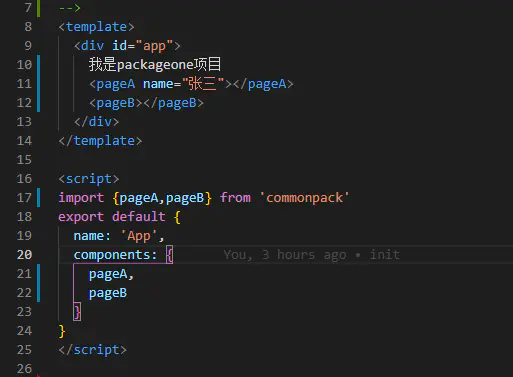 7 -->
8 <template>
9 <div id="app">
10 我是packageone项目
11 <pageA name="张三"></pageA>
12 <pageB></pageB>
13 </div>
14 </template>
15
16 <script>
17 import {pageA,pageB} from 'commonpack'
18 export default {
19 name: 'App',
20 components: { You, 3 hours ago • init
21 pageA,
22 pageB
23 }
24 }
25 </script>
26